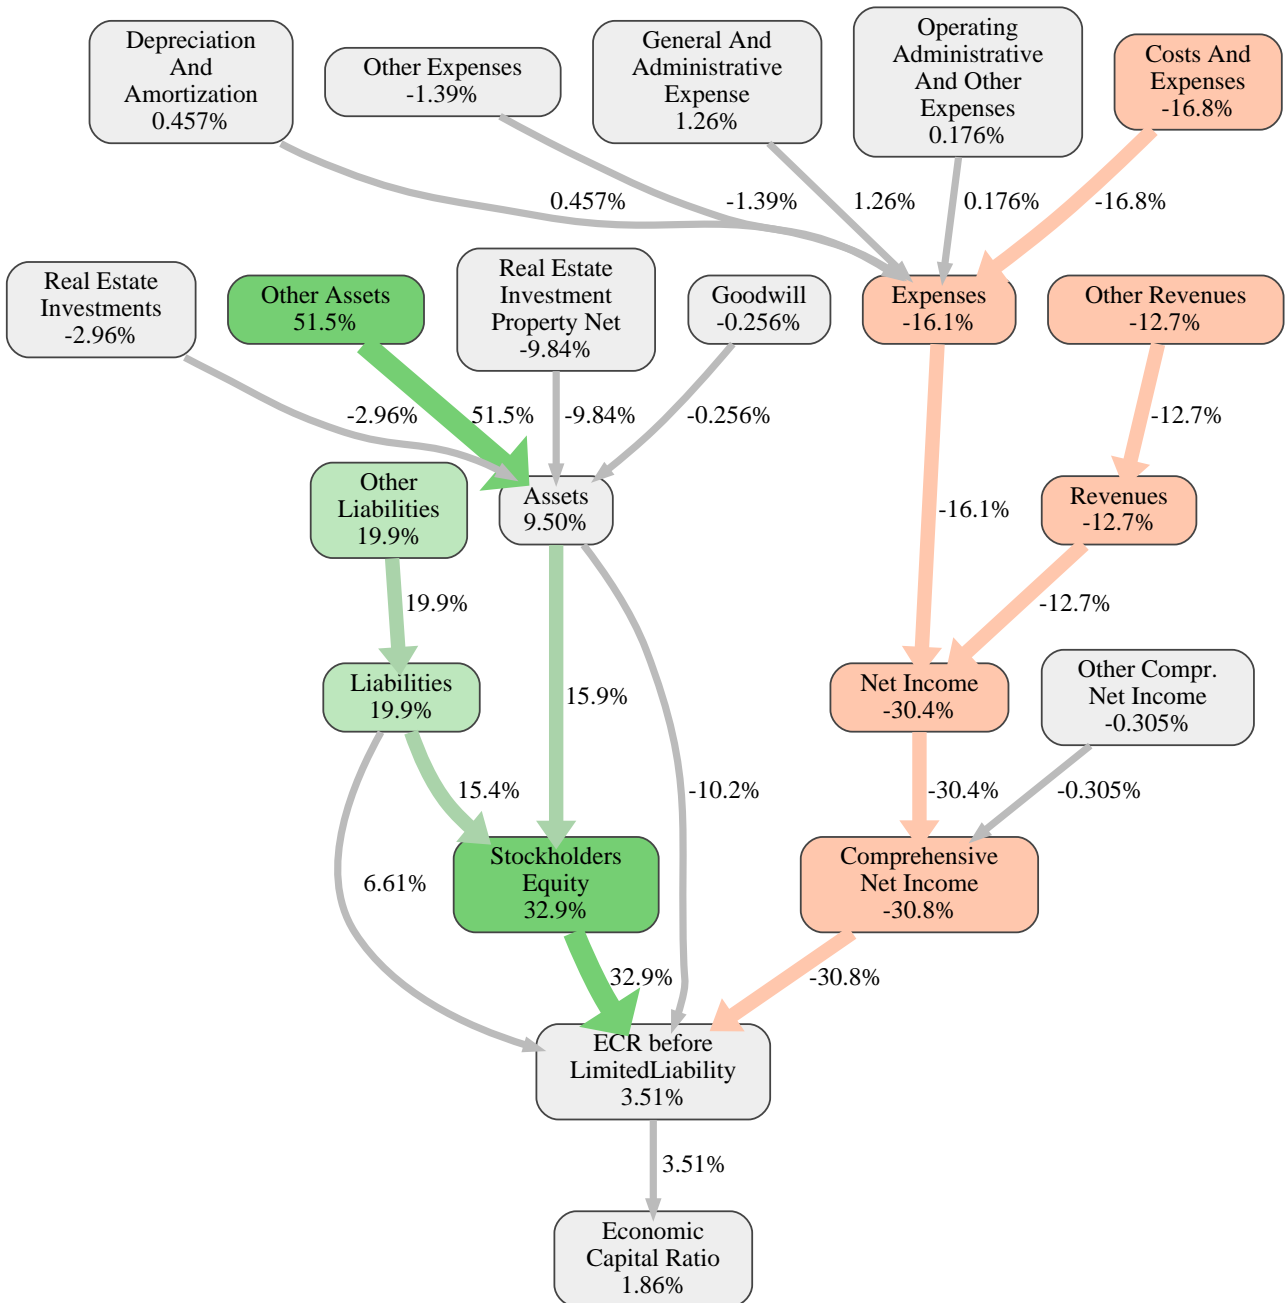 Depreciation
And
Amortization
0.457%
Other Expenses
-1.39%
General And
Administrative
Expense
1.26%
Operating
Administrative
And Other
Expenses
0.176%
Costs And
Expenses
-16.8%
0.457%
-1.39%
1.26%
0.176%
-16.8%
Real Estate
Investments
-2.96%
Other Assets
51.5%
Real Estate
Investment
Property Net
-9.84%
Goodwill
-0.256%
Expenses
-16.1%
Other Revenues
-12.7%
-2.96%
51.5%
-9.84%
-0.256%
-12.7%
Other
Liabilities
19.9%
Assets
9.50%
-16.1%
Revenues
-12.7%
19.9%
-12.7%
Liabilities
19.9%
15.9%
Net Income
-30.4%
Other Compr.
Net Income
-0.305%
15.4%
-10.2%
-30.4%
-0.305%
6.61%
Stockholders
Equity
32.9%
Comprehensive
Net Income
-30.8%
32.9%
-30.8%
ECR before
LimitedLiability
3.51%
3.51%
Economic
Capital Ratio
1.86%